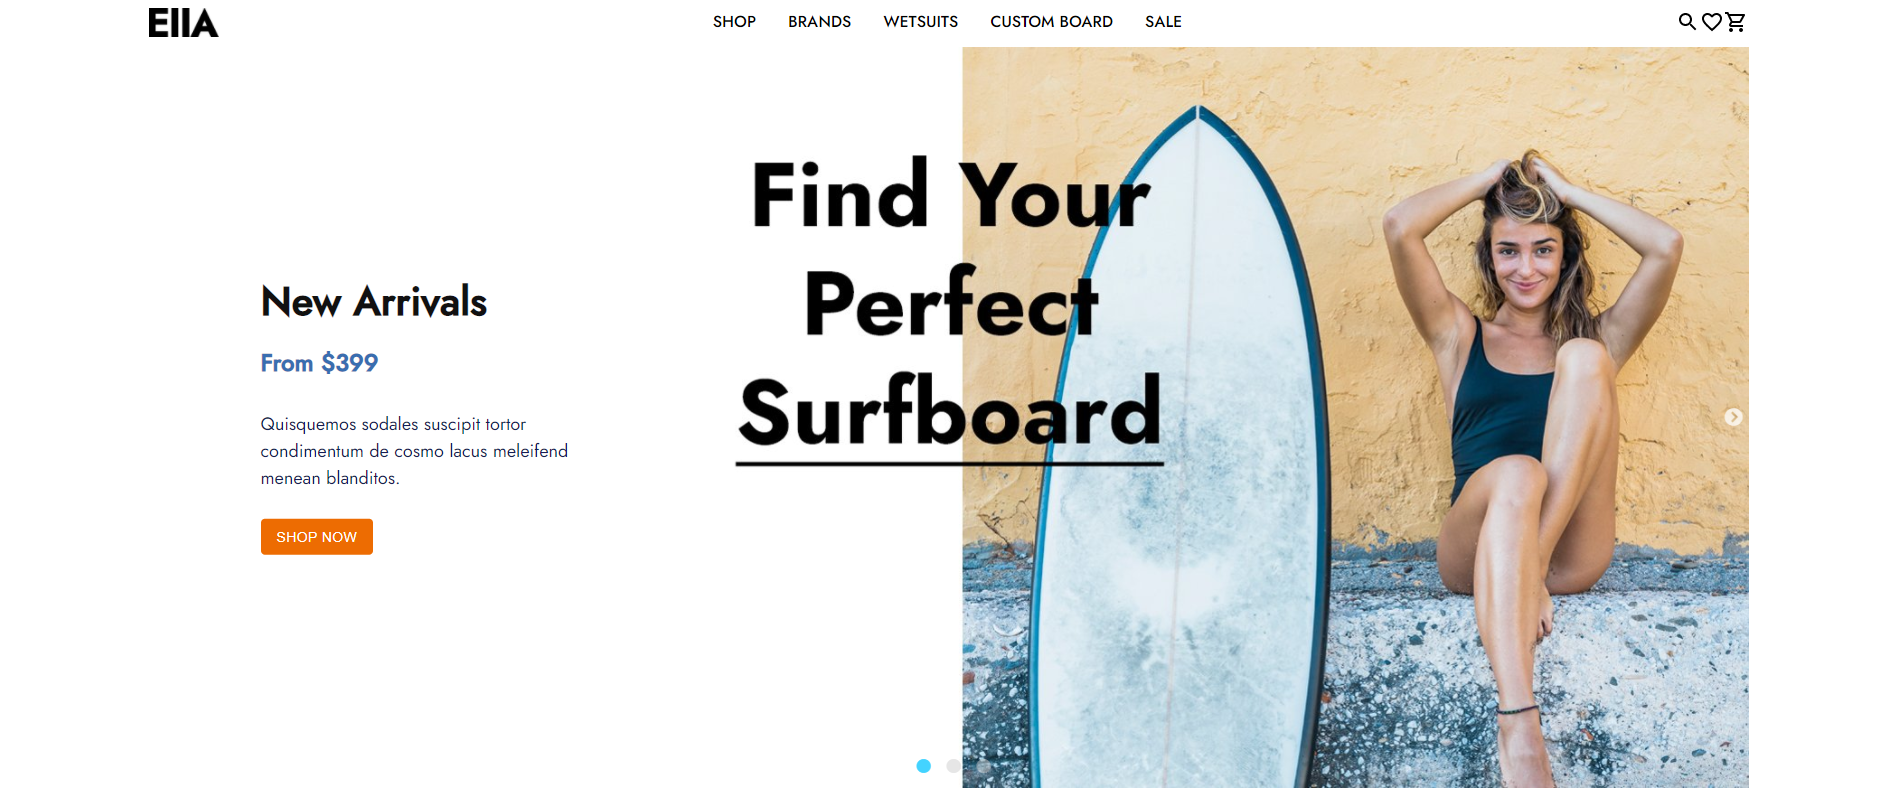 EIIA
SHOP BRANDS WETSUITS CUSTOM BOARD SALE
Find Your
Perfect
Surfboard
New Arrivals
From $399
Quisquemos sodales suscipit tortor
condimentum de cosmo lacus meleifend
menean blanditos.
SHOP NOW